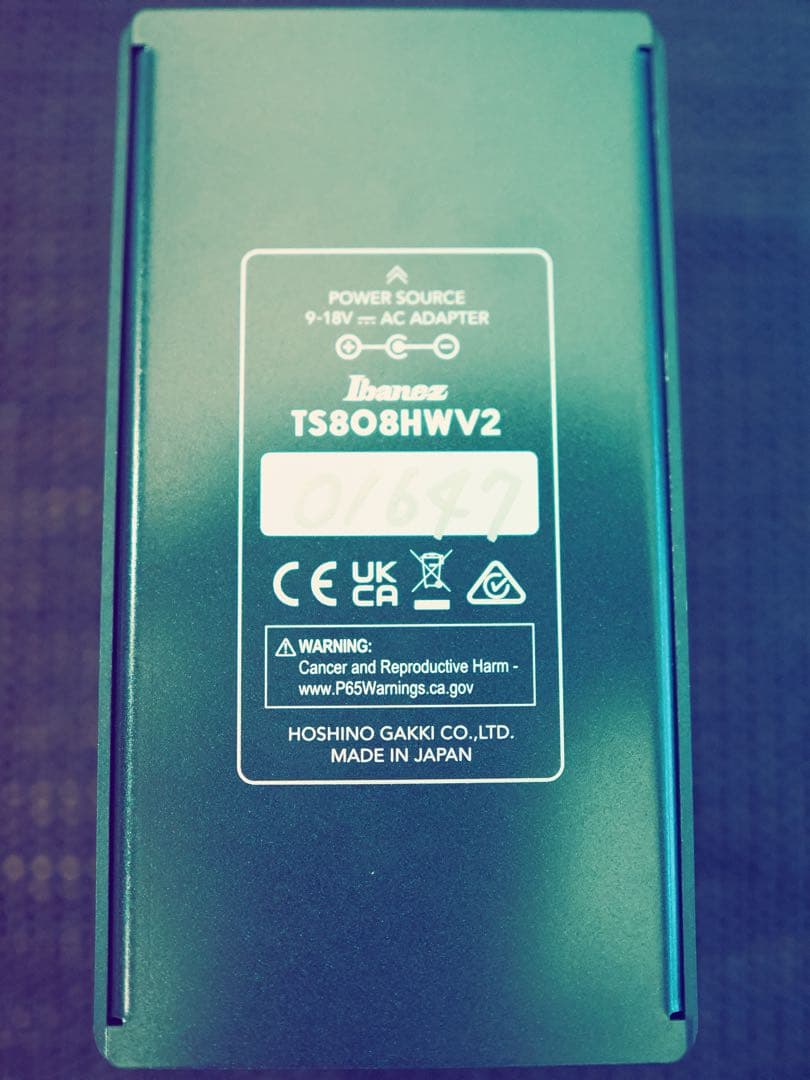 POWER SOURCE
9-18V ⎓ AC ADAPTER
Ibanez
TS808HWV2
01647
CE UK CA
⚠ WARNING:
Cancer and Reproductive Harm -
www.P65Warnings.ca.gov
HOSHINO GAKKI CO.,LTD.
MADE IN JAPAN